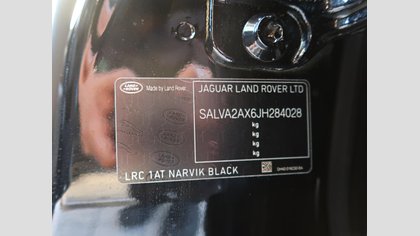 LAND ROVER
Made by Land Rover
JAGUAR LAND ROVER LTD
SALVA2AX6JH284028
kg
kg
kg
kg
LRC 1AT NARVIK BLACK